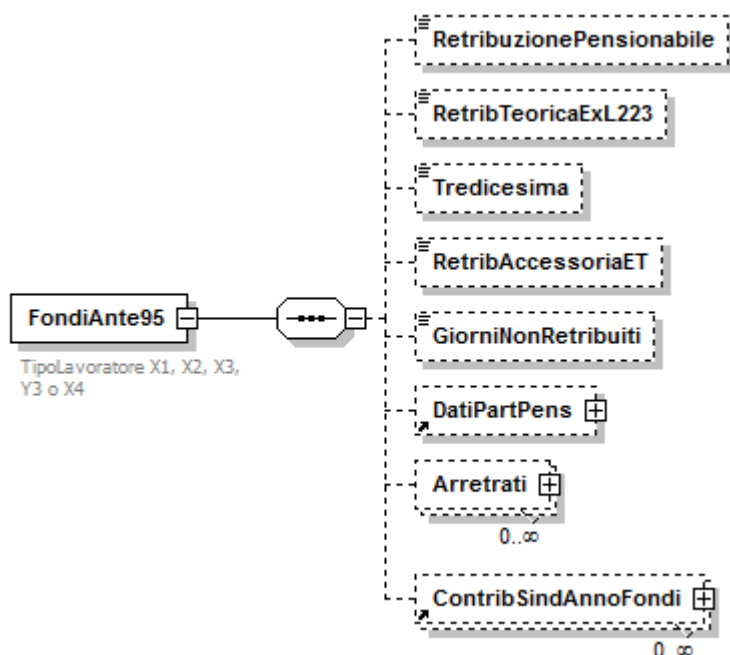 RetribuzionePensionabile
RetribTeoricaExL223
Tredicesima
RetribAccessoriaET
FondiAnte95
TipoLavoratore X1, X2, X3,
Y3 o X4
GiorniNonRetribuiti
DatiPartPens
Arretrati
0..∞
ContribSindAnnoFondi
0..∞